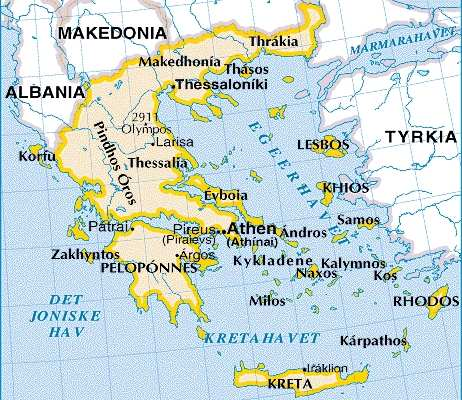 MAKEDONIA
Thrákia
MARMARAHAVET
Makedhonía
Thásos
ALBANIA
Thessaloníki
2911
Olympos
Larisa
TYRKIA
EGEERHAVET
LESBOS
Korfu
Pindhos Óros
Thessalía
KHIOS
Évboia
Samos
Pátrai
Pireus
(Piraievs)
Athen
(Athínai)
Ándros
Zakhyntos
Argos
Kykladene
Kalymnos
PELOPÓNNES
Naxos
Kos
DET
JONISKE
HAV
Milos
RHODOS
KRETAHAVET
Kárpathos
Iráklion
KRETA